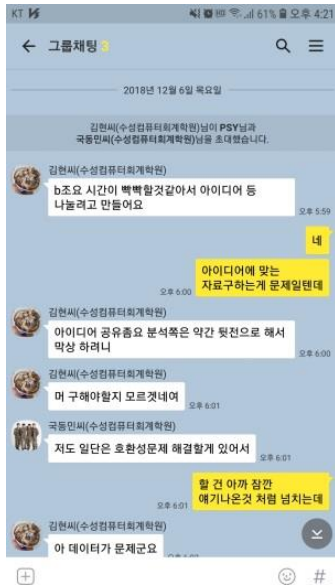 KT 61% 오후 4:21
그룹채팅 3
2018년 12월 6일 목요일
김현씨(수성컴퓨터회계학원)님이 PSY님과
국동민씨(수성컴퓨터회계학원)님을 초대했습니다.
김현씨(수성컴퓨터회계학원)
b조요 시간이 빡빡할것같아서 아이디어 등
나눌려고 만들어요
오후 5:59
네
아이디어에 맞는
자료구하는게 문제일텐데
오후 6:00
김현씨(수성컴퓨터회계학원)
아이디어 공유좀요 분석쪽은 약간 뒷전으로 해서
막상 하려니
오후 6:00
김현씨(수성컴퓨터회계학원)
머 구해야할지 모르겟네여
오후 6:01
국동민씨(수성컴퓨터회계학원)
저도 일단은 호환성문제 해결할게 있어서
오후 6:01
할 건 아까 잠깐
얘기나온것 처럼 넘치는데
오후 6:01
김현씨(수성컴퓨터회계학원)
아 데이터가 문제군요
#